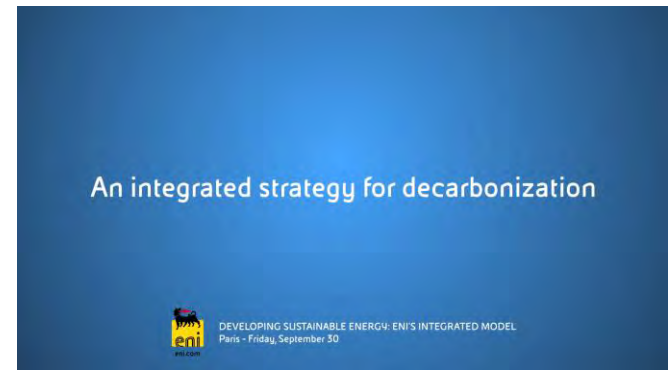 An integrated strategy for decarbonization
DEVELOPING SUSTAINABLE ENERGY: ENI'S INTEGRATED MODEL
Paris - Friday, September 30
eni
eni.com